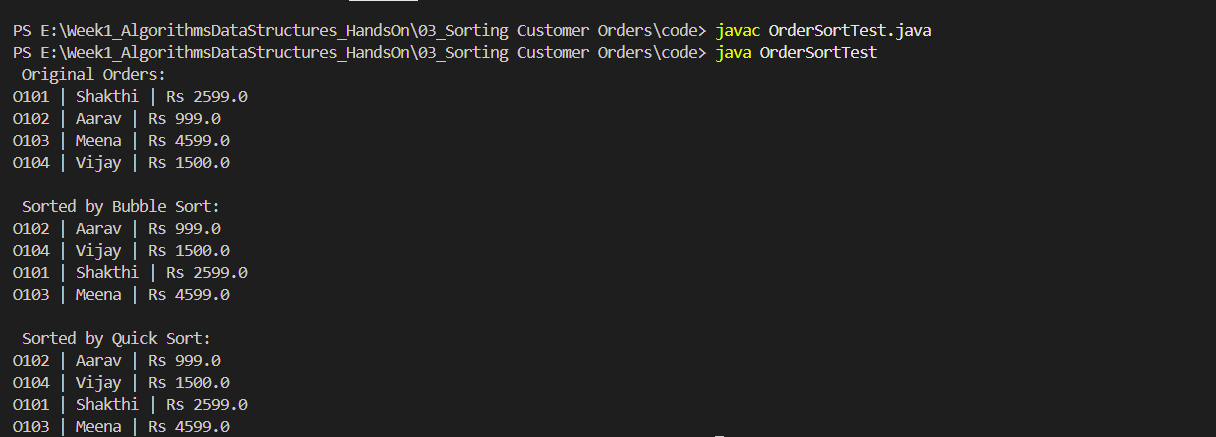 PS E:\Week1_AlgorithmsDataStructures_HandsOn\03_Sorting Customer Orders\code> javac OrderSortTest.java
PS E:\Week1_AlgorithmsDataStructures_HandsOn\03_Sorting Customer Orders\code> java OrderSortTest
Original Orders:
O101 | Shakthi | Rs 2599.0
O102 | Aarav | Rs 999.0
O103 | Meena | Rs 4599.0
O104 | Vijay | Rs 1500.0
Sorted by Bubble Sort:
O102 | Aarav | Rs 999.0
O104 | Vijay | Rs 1500.0
O101 | Shakthi | Rs 2599.0
O103 | Meena | Rs 4599.0
Sorted by Quick Sort:
O102 | Aarav | Rs 999.0
O104 | Vijay | Rs 1500.0
O101 | Shakthi | Rs 2599.0
O103 | Meena | Rs 4599.0